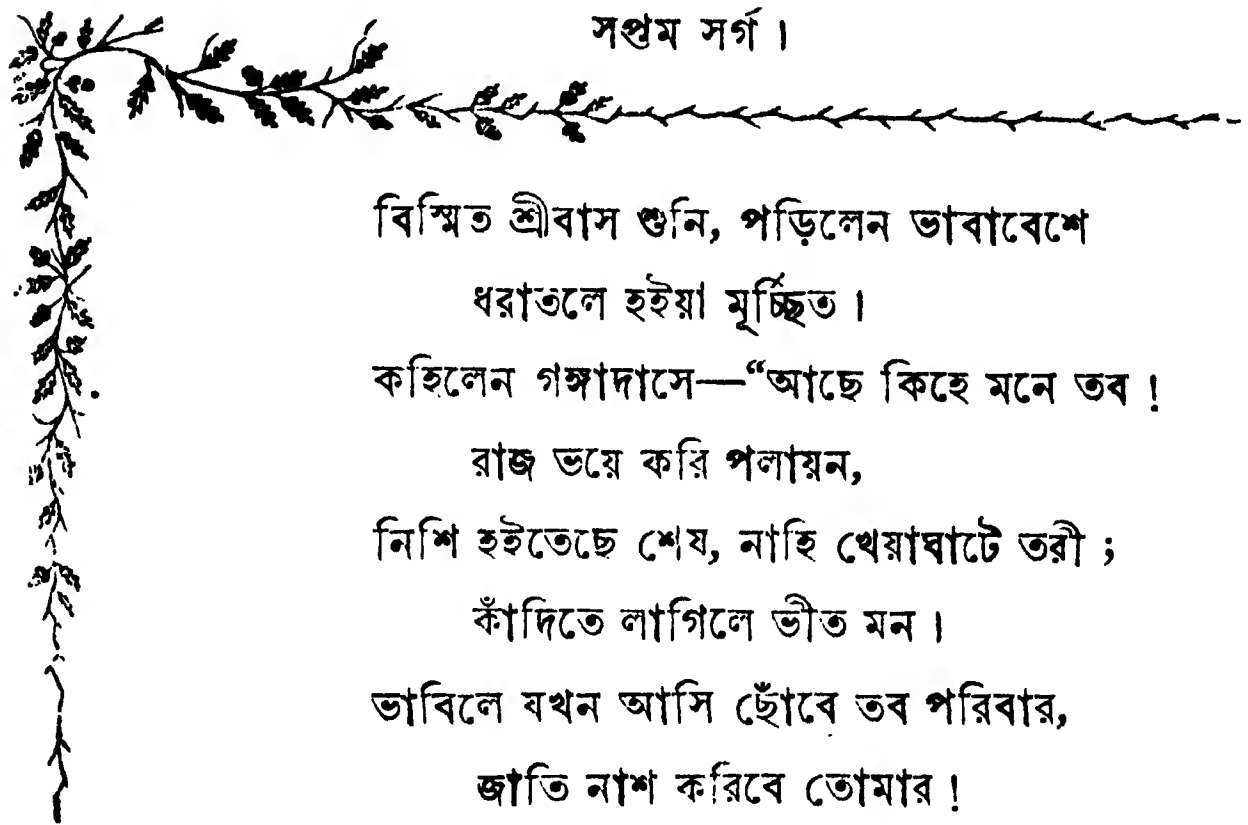 সপ্তম সর্গ।
বিস্মিত শ্রীবাস শুনি, পড়িলেন ভাবাবেশে
ধরাতলে হইয়া মূর্চ্ছিত।
কহিলেন গঙ্গাদাসে—“আছে কিহে মনে তব !
রাজ ভয়ে করি পলায়ন,
নিশি হইতেছে শেষ, নাহি খেয়াঘাটে তরী ;
কাঁদিতে লাগিলে ভীত মন।
ভাবিলে যখন আসি ছোঁবে তব পরিবার,
জাতি নাশ করিবে তোমার !